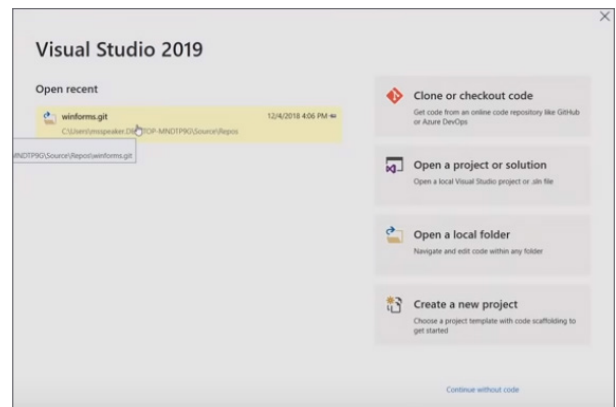 Visual Studio 2019
Open recent
winforms.git
12/4/2018 4:06 PM
C:\Users\msspeaker.DESKTOP-MNDTP9G\Source\Repos
MNDTP9G\Source\Repos\winforms.git
Clone or checkout code
Get code from an online code repository like GitHub
or Azure DevOps
Open a project or solution
Open a local Visual Studio project or .sln file
Open a local folder
Navigate and edit code within any folder
Create a new project
Choose a project template with code scaffolding to
get started
Continue without code